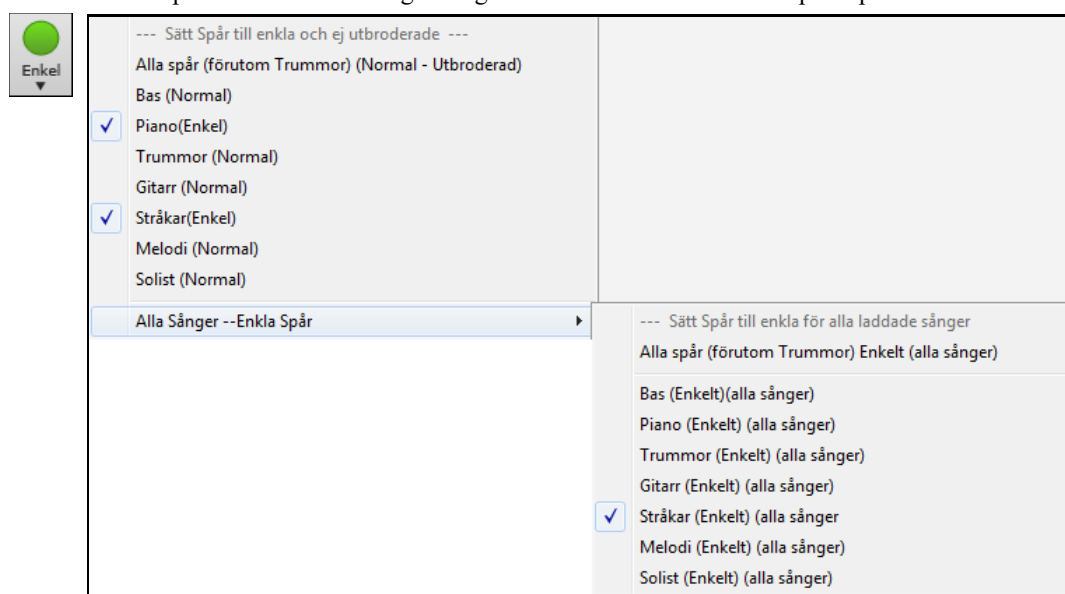 Enkel
--- Sätt Spår till enkla och ej utbroderade ---
Alla spår (förutom Trummor) (Normal - Utbroderad)
Bas (Normal)
Piano(Enkel)
Trummor (Normal)
Gitarr (Normal)
Stråkar(Enkel)
Melodi (Normal)
Solist (Normal)
Alla Sånger --Enkla Spår
--- Sätt Spår till enkla för alla laddade sånger
Alla spår (förutom Trummor) Enkelt (alla sånger)
Bas (Enkelt)(alla sånger)
Piano (Enkelt) (alla sånger)
Trummor (Enkelt) (alla sånger)
Gitarr (Enkelt) (alla sånger)
Stråkar (Enkelt) (alla sånger
Melodi (Enkelt) (alla sånger)
Solist (Enkelt) (alla sånger)